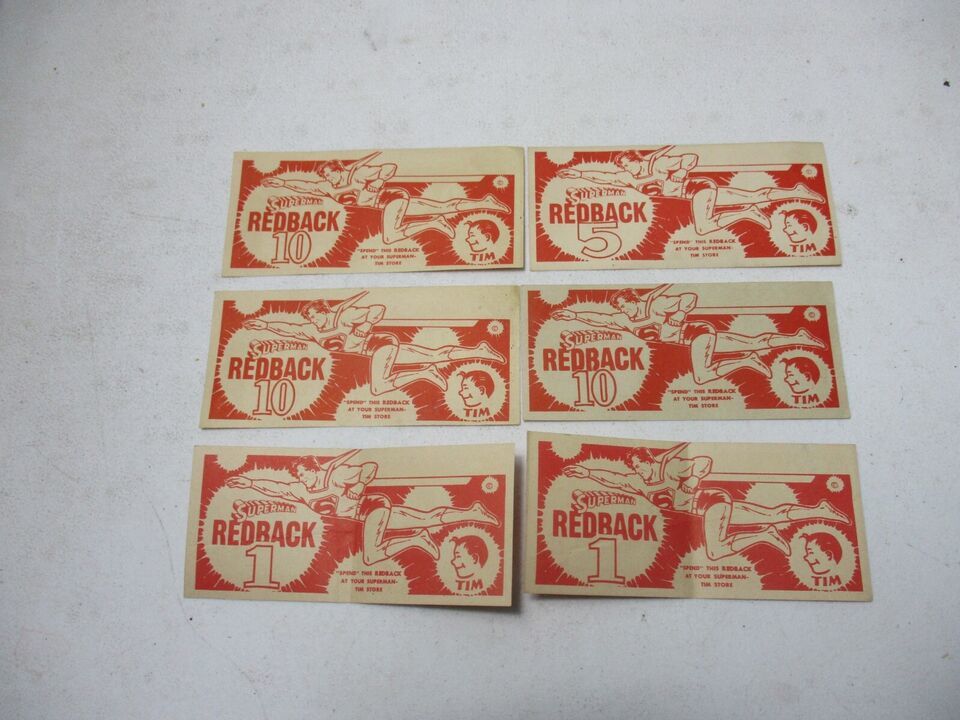 SUPERMAN
REDBACK
10
"SPEND" THIS REDBACK
AT YOUR SUPERMAN-
TIM STORE
TIM
©
SUPERMAN
REDBACK
5
"SPEND" THIS REDBACK
AT YOUR SUPERMAN-
TIM STORE
TIM
©
SUPERMAN
REDBACK
10
"SPEND" THIS REDBACK
AT YOUR SUPERMAN-
TIM STORE
TIM
©
SUPERMAN
REDBACK
10
"SPEND" THIS REDBACK
AT YOUR SUPERMAN-
TIM STORE
TIM
©
SUPERMAN
REDBACK
1
"SPEND" THIS REDBACK
AT YOUR SUPERMAN-
TIM STORE
TIM
©
SUPERMAN
REDBACK
1
"SPEND" THIS REDBACK
AT YOUR SUPERMAN-
TIM STORE
TIM
©